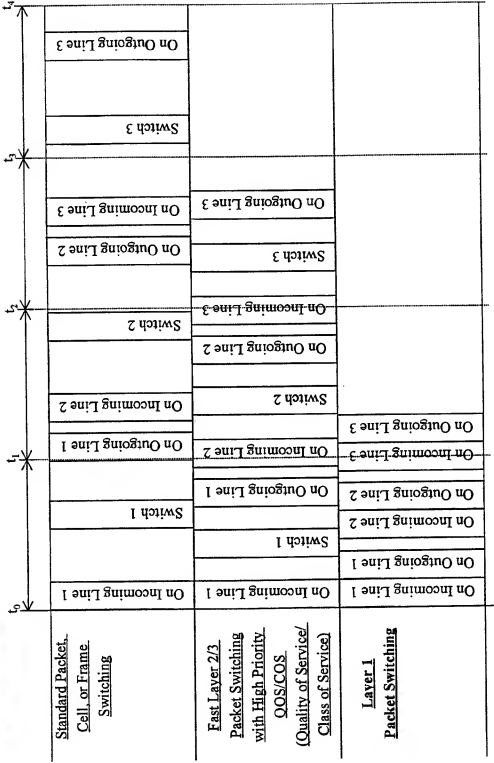 t₀
t₁
t₂
t₃
t₄
Standard Packet,
Cell, or Frame
Switching
On Incoming Line 1
Switch 1
On Outgoing Line 1
On Incoming Line 2
Switch 2
On Outgoing Line 2
On Incoming Line 3
Switch 3
On Outgoing Line 3
Fast Layer 2/3
Packet Switching
with High Priority
QOS/COS
(Quality of Service/
Class of Service)
On Incoming Line 1
Switch 1
On Outgoing Line 1
On Incoming Line 2
Switch 2
On Outgoing Line 2
On Incoming Line 3
Switch 3
On Outgoing Line 3
Layer 1
Packet Switching
On Incoming Line 1
On Outgoing Line 1
On Incoming Line 2
On Outgoing Line 2
On Incoming Line 3
On Outgoing Line 3